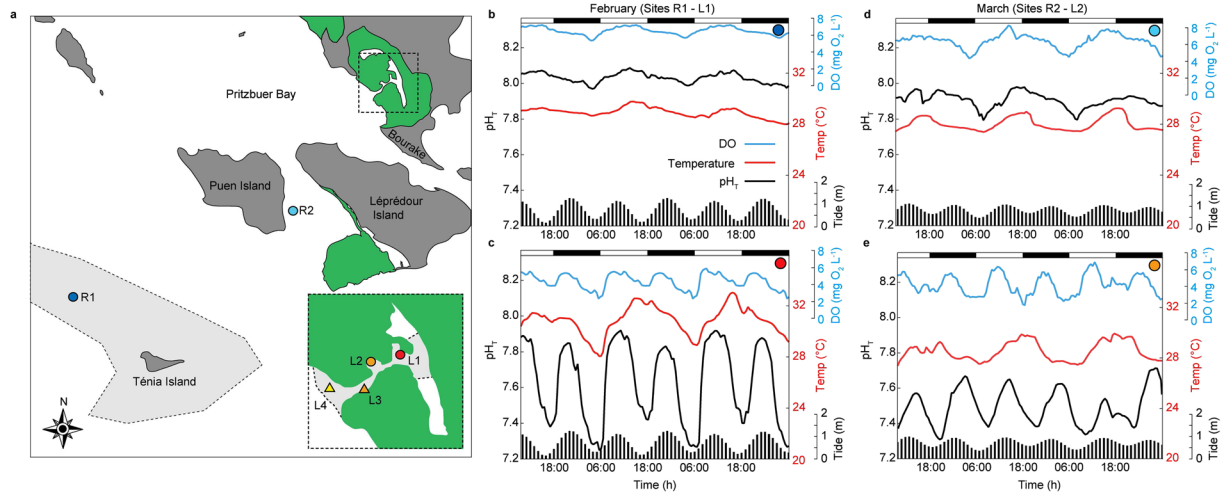 a
Pritzbuer Bay
Bourake
Puen Island
Léprédour
Island
R2
R1
Ténia Island
N
L2
L1
L4
L3
b
February (Sites R1 - L1)
8.2
8.0
7.8
7.6
7.4
7.2
pH_T
8
6
4
2
0
DO (mg O₂ L⁻¹)
32
28
24
20
Temp (°C)
DO
Temperature
pH_T
2
1
0
Tide (m)
18:00 06:00 18:00 06:00 18:00
c
8.2
8.0
7.8
7.6
7.4
7.2
pH_T
8
6
4
2
0
DO (mg O₂ L⁻¹)
32
28
24
20
Temp (°C)
2
1
0
Tide (m)
18:00 06:00 18:00 06:00 18:00
Time (h)
d
March (Sites R2 - L2)
8.2
8.0
7.8
7.6
7.4
7.2
pH_T
8
6
4
2
0
DO (mg O₂ L⁻¹)
32
28
24
20
Temp (°C)
2
1
0
Tide (m)
18:00 06:00 18:00 06:00 18:00
e
8.2
8.0
7.8
7.6
7.4
7.2
pH_T
8
6
4
2
0
DO (mg O₂ L⁻¹)
32
28
24
20
Temp (°C)
2
1
0
Tide (m)
18:00 06:00 18:00 06:00 18:00
Time (h)